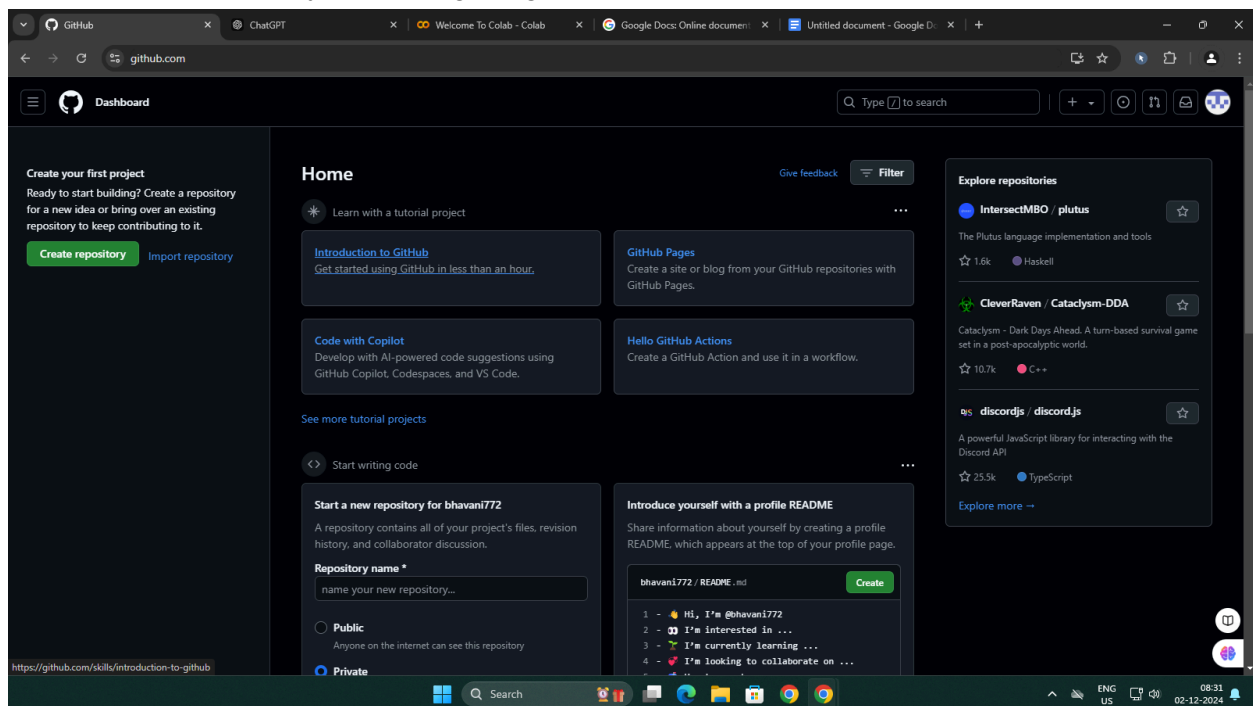 GitHub
ChatGPT
Welcome To Colab - Colab
Google Docs: Online document
Untitled document - Google Do
github.com
Dashboard
Type / to search
Create your first project
Ready to start building? Create a repository
for a new idea or bring over an existing
repository to keep contributing to it.
Create repository
Import repository
Home
Give feedback
Filter
Learn with a tutorial project
Introduction to GitHub
Get started using GitHub in less than an hour.
GitHub Pages
Create a site or blog from your GitHub repositories with
GitHub Pages.
Code with Copilot
Develop with AI-powered code suggestions using
GitHub Copilot, Codespaces, and VS Code.
Hello GitHub Actions
Create a GitHub Action and use it in a workflow.
See more tutorial projects
Start writing code
Start a new repository for bhavani772
A repository contains all of your project's files, revision
history, and collaborator discussion.
Repository name *
name your new repository...
Public
Anyone on the internet can see this repository
Private
Introduce yourself with a profile README
Share information about yourself by creating a profile
README, which appears at the top of your profile page.
bhavani772 / README.md
Create
1 - 👋 Hi, I'm @bhavani772
2 - 👀 I'm interested in ...
3 - 🌱 I'm currently learning ...
4 - 💞️ I'm looking to collaborate on ...
Explore repositories
IntersectMBO / plutus
The Plutus language implementation and tools
1.6k Haskell
CleverRaven / Cataclysm-DDA
Cataclysm - Dark Days Ahead. A turn-based survival game
set in a post-apocalyptic world.
10.7k C++
discordjs / discord.js
A powerful JavaScript library for interacting with the
Discord API
25.5k TypeScript
Explore more →
https://github.com/skills/introduction-to-github
Search
ENG
US
08:31
02-12-2024